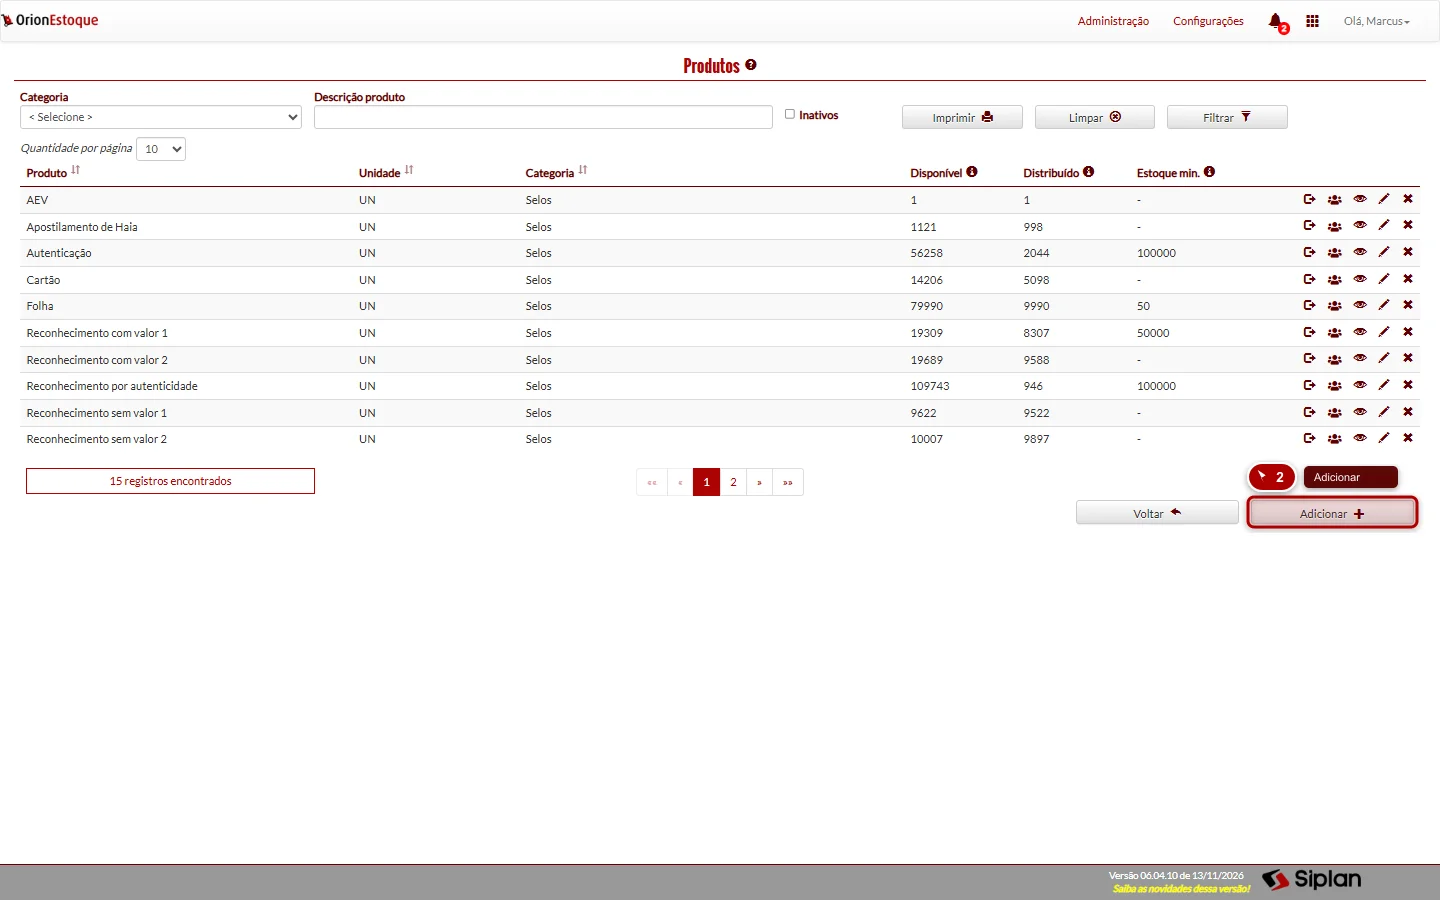 OrionEstoque
Administração Configurações 2 Olá, Marcus
Produtos
Categoria Descrição produto
< Selecione > Inativos Imprimir Limpar Filtrar
Quantidade por página 10
Produto Unidade Categoria Disponível Distribuído Estoque min.
AEV UN Selos 1 1 -
Apostilamento de Haia UN Selos 1121 998 -
Autenticação UN Selos 56258 2044 100000
Cartão UN Selos 14206 5098 -
Folha UN Selos 79990 9990 50
Reconhecimento com valor 1 UN Selos 19309 8307 50000
Reconhecimento com valor 2 UN Selos 19689 9588 -
Reconhecimento por autenticidade UN Selos 109743 946 100000
Reconhecimento sem valor 1 UN Selos 9622 9522 -
Reconhecimento sem valor 2 UN Selos 10007 9897 -
15 registros encontrados «« « 1 2 » »» 2 Adicionar
Voltar Adicionar
Versão 06.04.10 de 13/11/2026
Saiba as novidades dessa versão!
Siplan